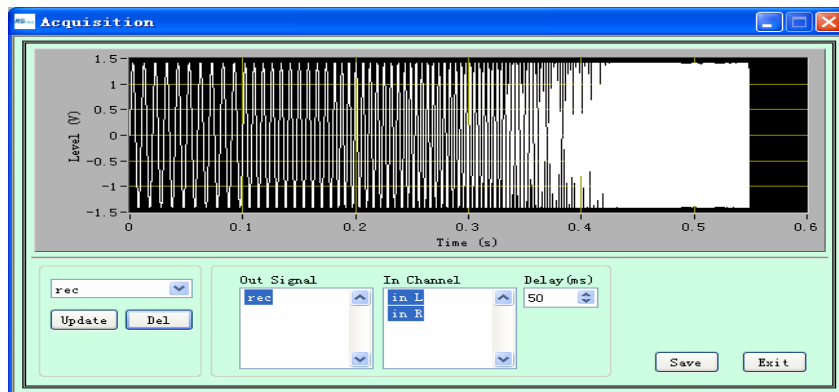 Acquisition
1.5
1
0.5
0
-0.5
-1
-1.5
Level (V)
0 0.1 0.2 0.3 0.4 0.5 0.6
Time (s)
rec
Update Del
Out Signal In Channel Delay(ms)
rec in L 50
in R
Save Exit